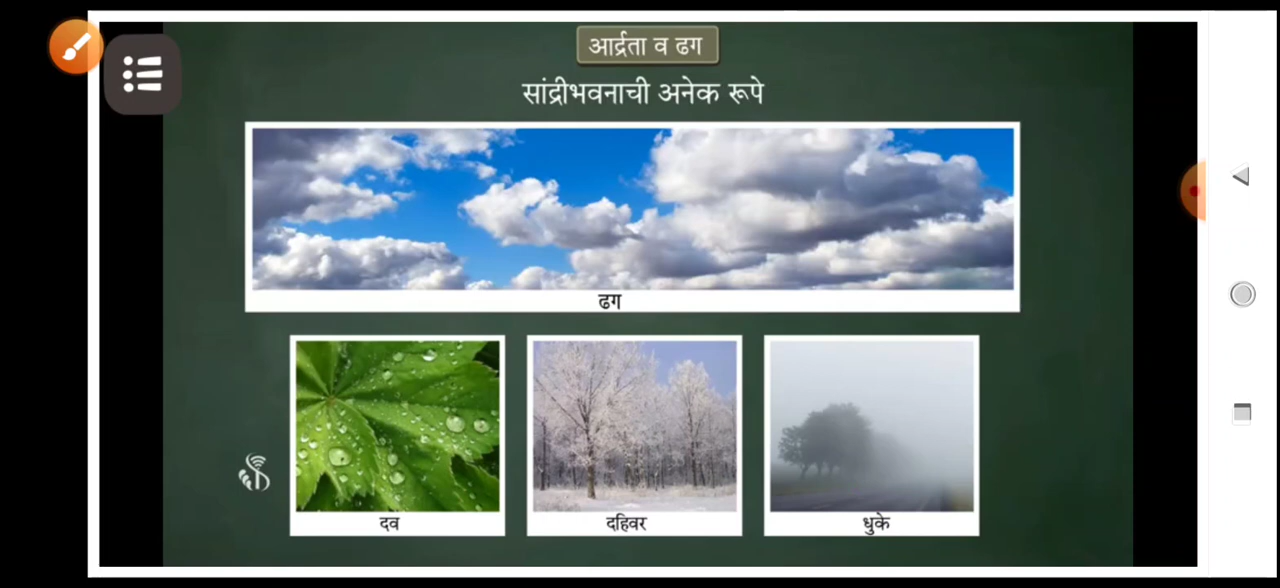 आर्द्रता व ढग
सांद्रीभवनाची अनेक रूपे
ढग
दव
दहिवर
धुके